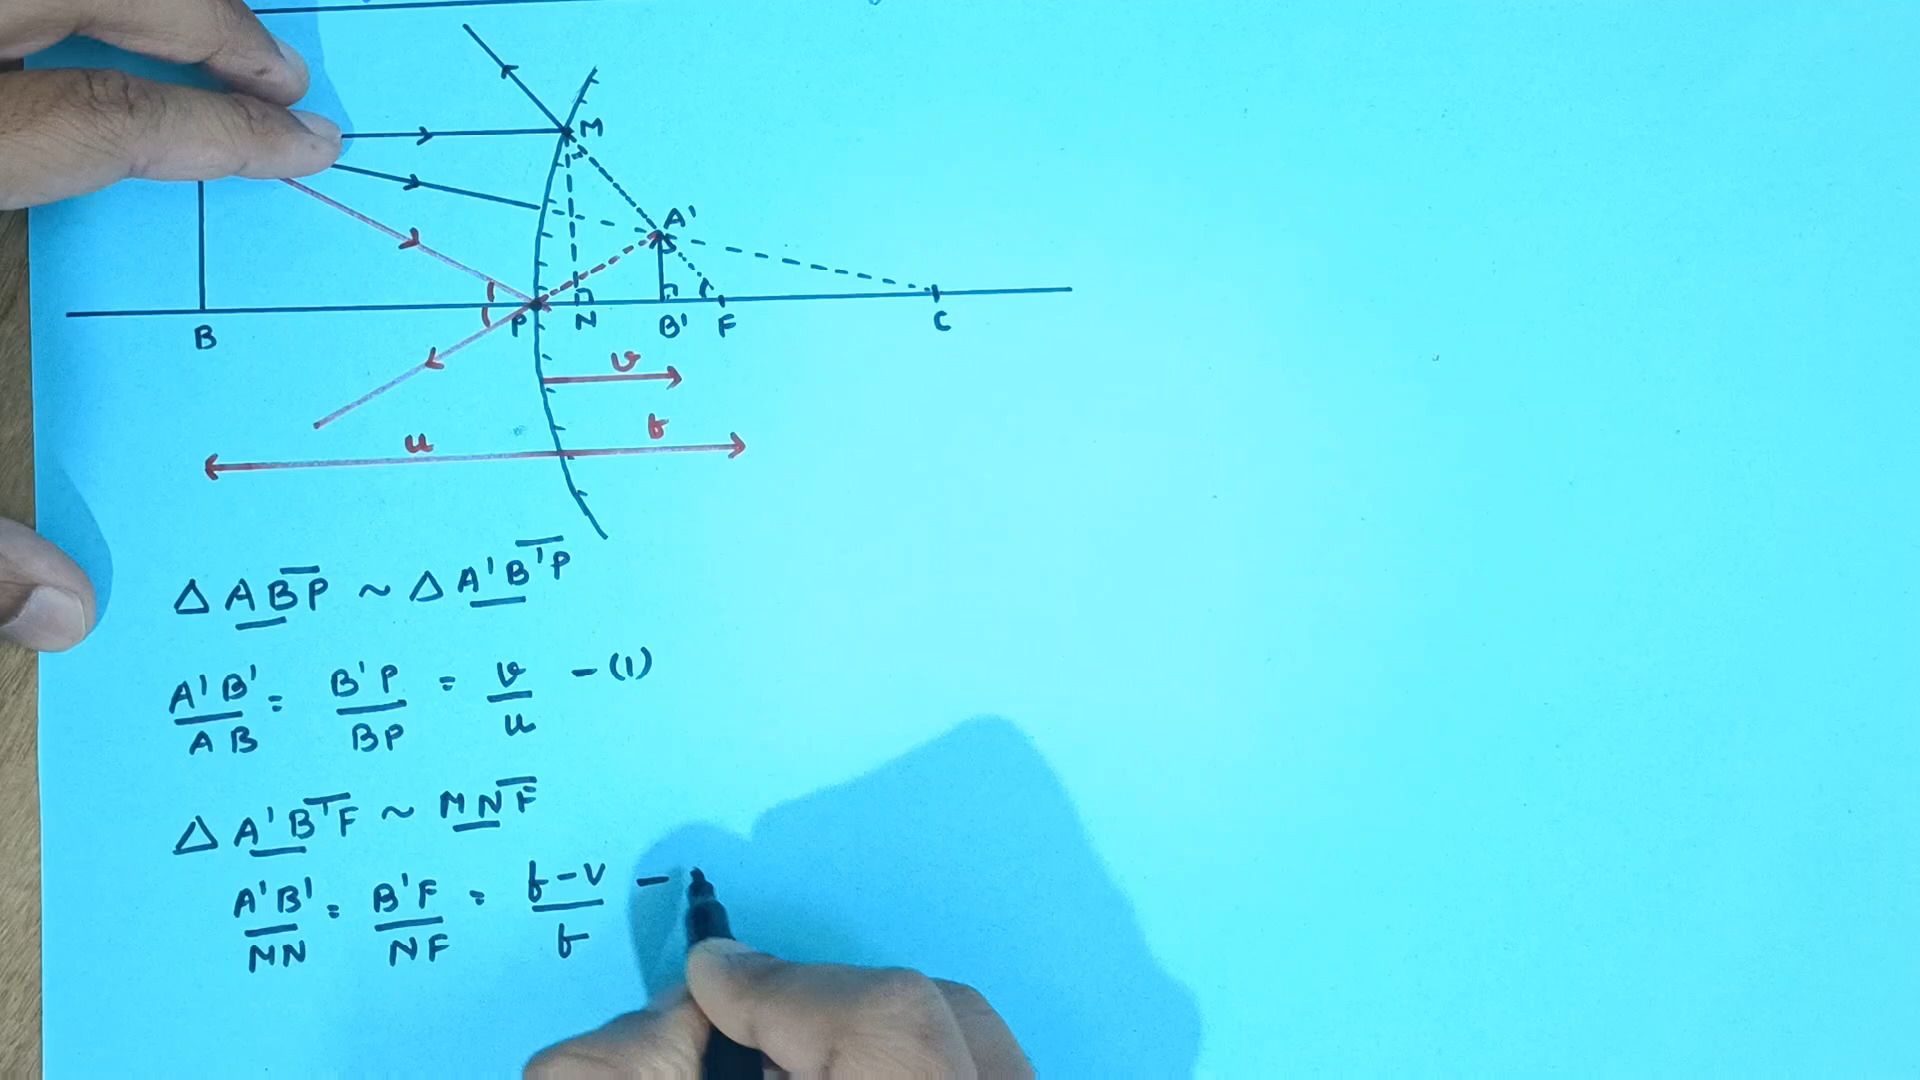 M
A'
B
P
N
B'
F
C
v
u
f
Δ ABP ~ Δ A'B'P
A'B'/AB = B'P/BP = v/u - (1)
Δ A'B'F ~ MNF
A'B'/MN = B'F/NF = f-v/f -